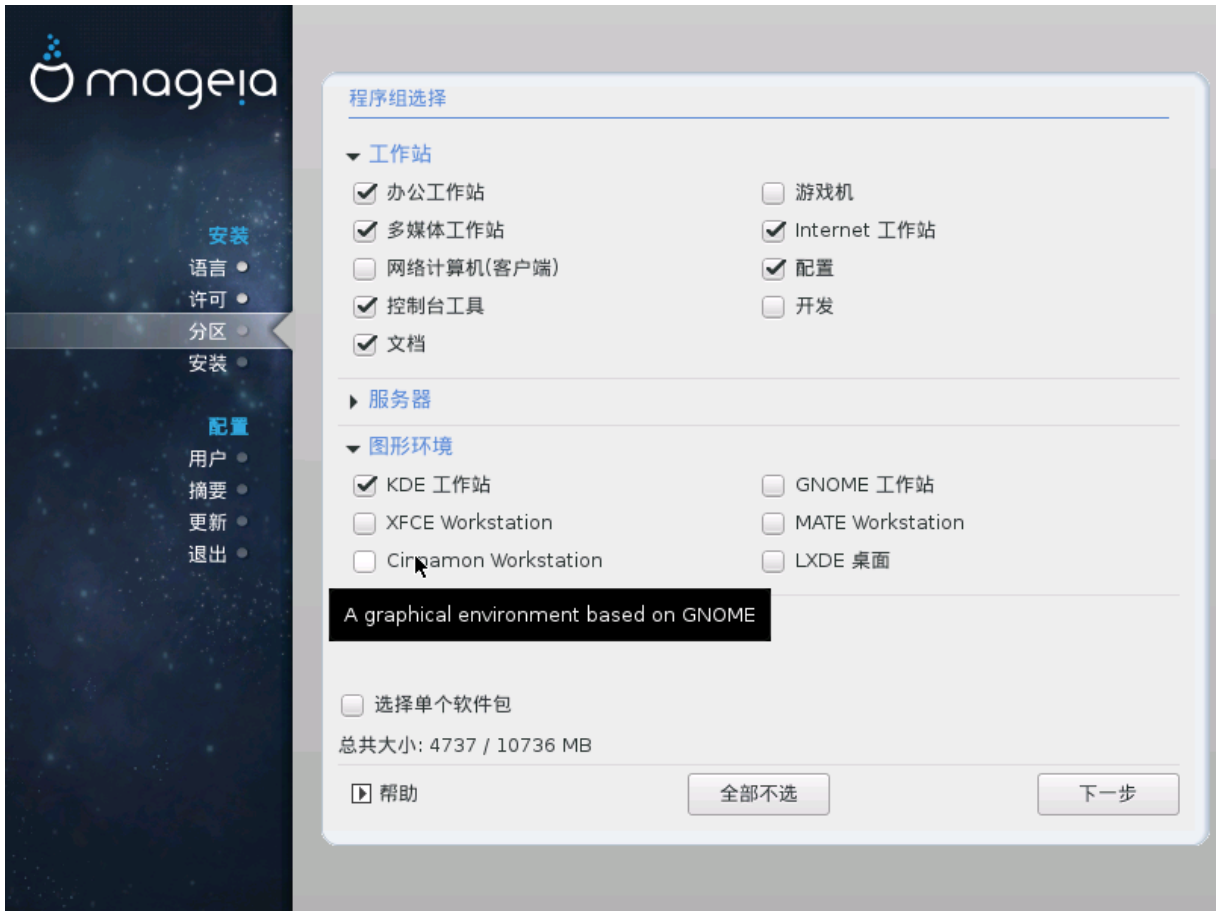 mageia
安装
语言
许可
分区
安装
配置
用户
摘要
更新
退出
程序组选择
工作站
办公工作站
游戏机
多媒体工作站
Internet 工作站
网络计算机(客户端)
配置
控制台工具
开发
文档
服务器
图形环境
KDE 工作站
GNOME 工作站
XFCE Workstation
MATE Workstation
Cinnamon Workstation
LXDE 桌面
A graphical environment based on GNOME
选择单个软件包
总共大小: 4737 / 10736 MB
帮助
全部不选
下一步